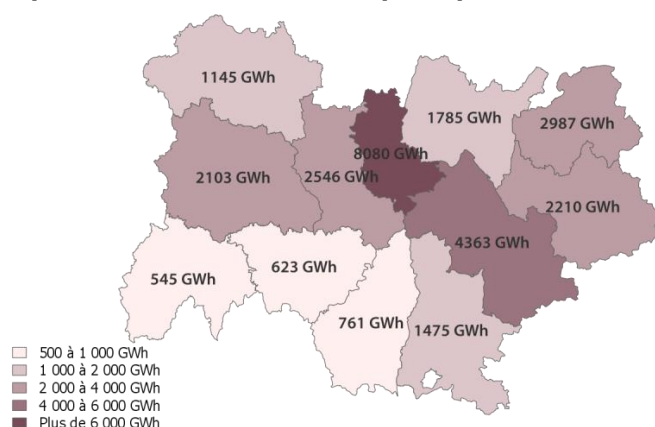 1145 GWh
1785 GWh
2987 GWh
8080 GWh
2103 GWh
2546 GWh
2210 GWh
4363 GWh
545 GWh
623 GWh
761 GWh
1475 GWh
500 à 1 000 GWh
1 000 à 2 000 GWh
2 000 à 4 000 GWh
4 000 à 6 000 GWh
Plus de 6 000 GWh